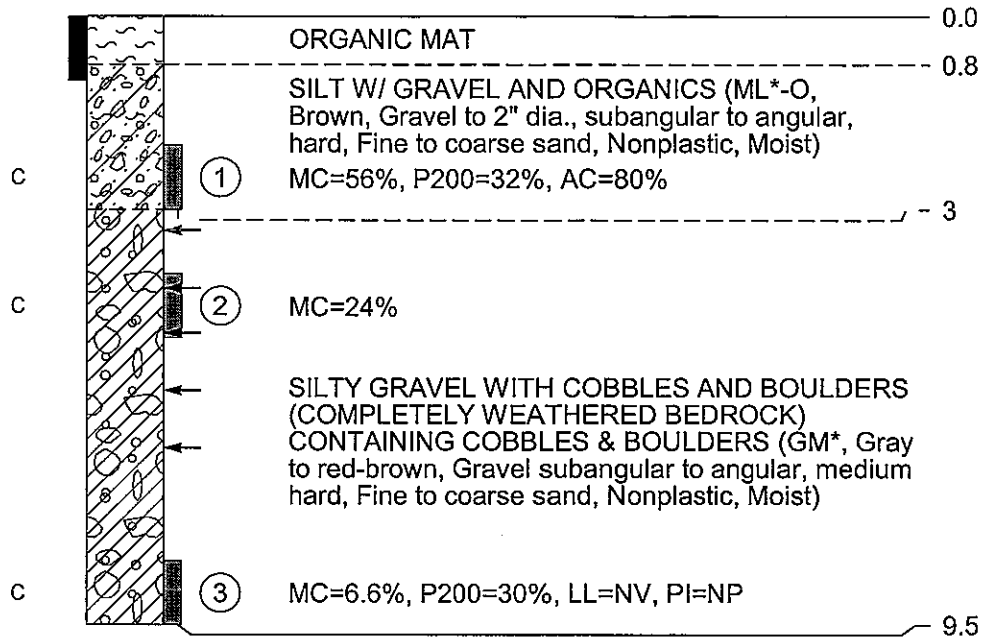 0.0
ORGANIC MAT
0.8
SILT W/ GRAVEL AND ORGANICS (ML*-O,
Brown, Gravel to 2" dia., subangular to angular,
hard, Fine to coarse sand, Nonplastic, Moist)
C 1 MC=56%, P200=32%, AC=80%
3
C 2 MC=24%
SILTY GRAVEL WITH COBBLES AND BOULDERS
(COMPLETELY WEATHERED BEDROCK)
CONTAINING COBBLES & BOULDERS (GM*, Gray
to red-brown, Gravel subangular to angular, medium
hard, Fine to coarse sand, Nonplastic, Moist)
C 3 MC=6.6%, P200=30%, LL=NV, PI=NP
9.5